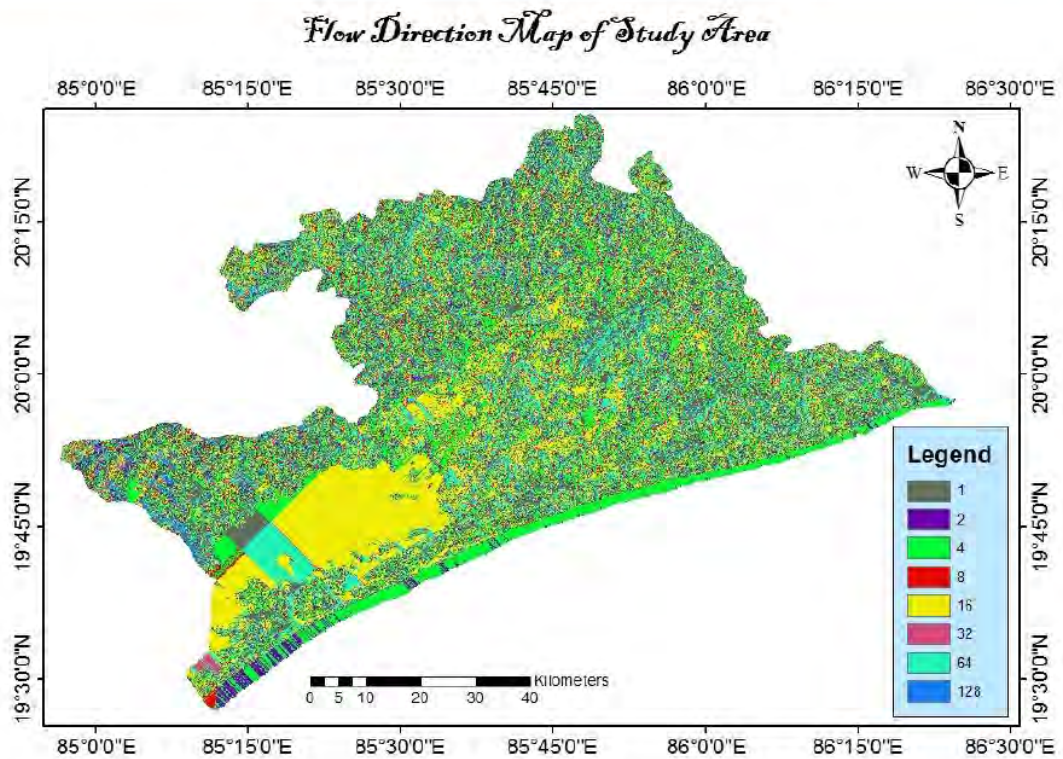 Flow Direction Map of Study Area
85°0'0"E 85°15'0"E 85°30'0"E 85°45'0"E 86°0'0"E 86°15'0"E 86°30'0"E
N
W E
S
20°15'0"N 20°15'0"N
20°0'0"N 20°0'0"N
19°45'0"N 19°45'0"N
19°30'0"N 19°30'0"N
Legend
1
2
4
8
16
32
64
128
Kilometers
0 5 10 20 30 40
85°0'0"E 85°15'0"E 85°30'0"E 85°45'0"E 86°0'0"E 86°15'0"E 86°30'0"E